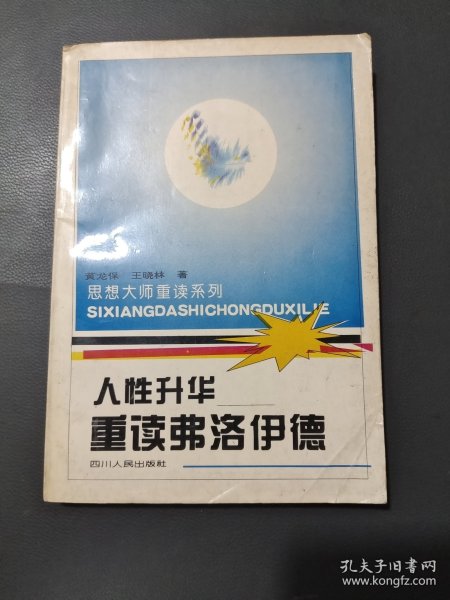 黄龙保 王晓林 著
思想大师重读系列
SIXIANGDASHICHONGDUXILIE
人性升华
重读弗洛伊德
四川人民出版社
孔夫子旧书网
www.kongfz.com